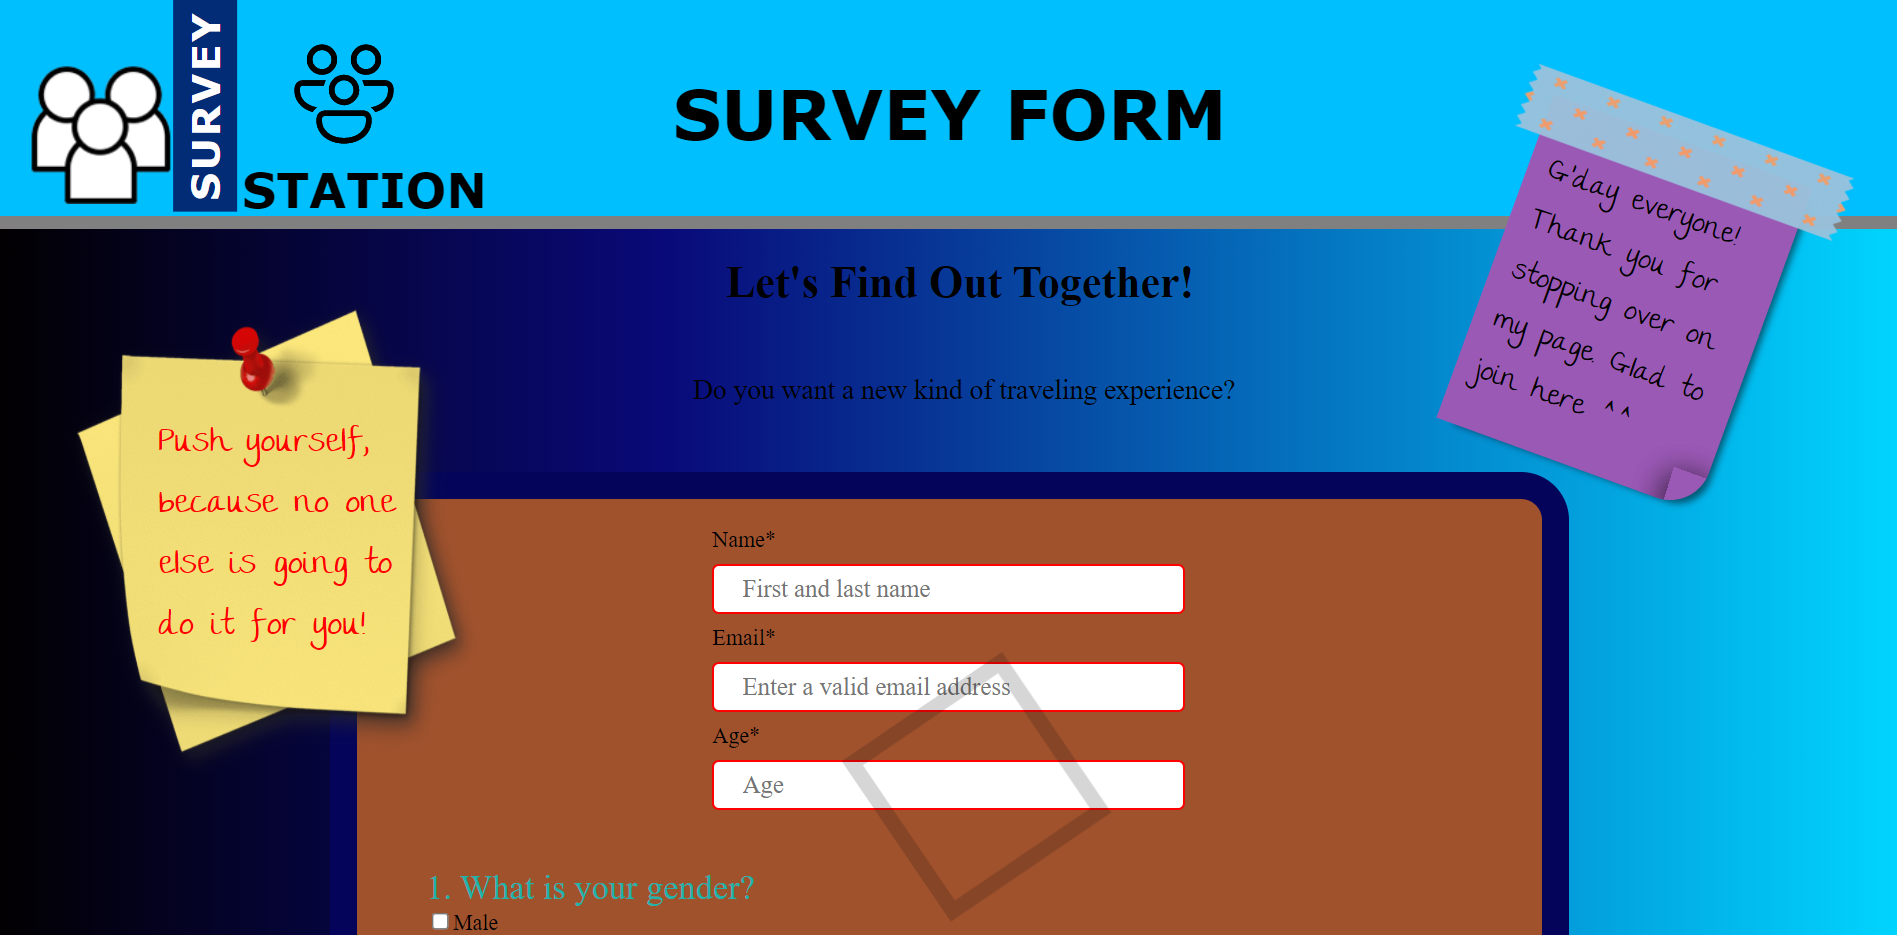 SURVEY
STATION
SURVEY FORM
G'day everyone!
Thank you for
stopping over on
my page. Glad to
join here ^^
Let's Find Out Together!
Do you want a new kind of traveling experience?
Push yourself,
because no one
else is going to
do it for you!
Name*
First and last name
Email*
Enter a valid email address
Age*
Age
1. What is your gender?
Male